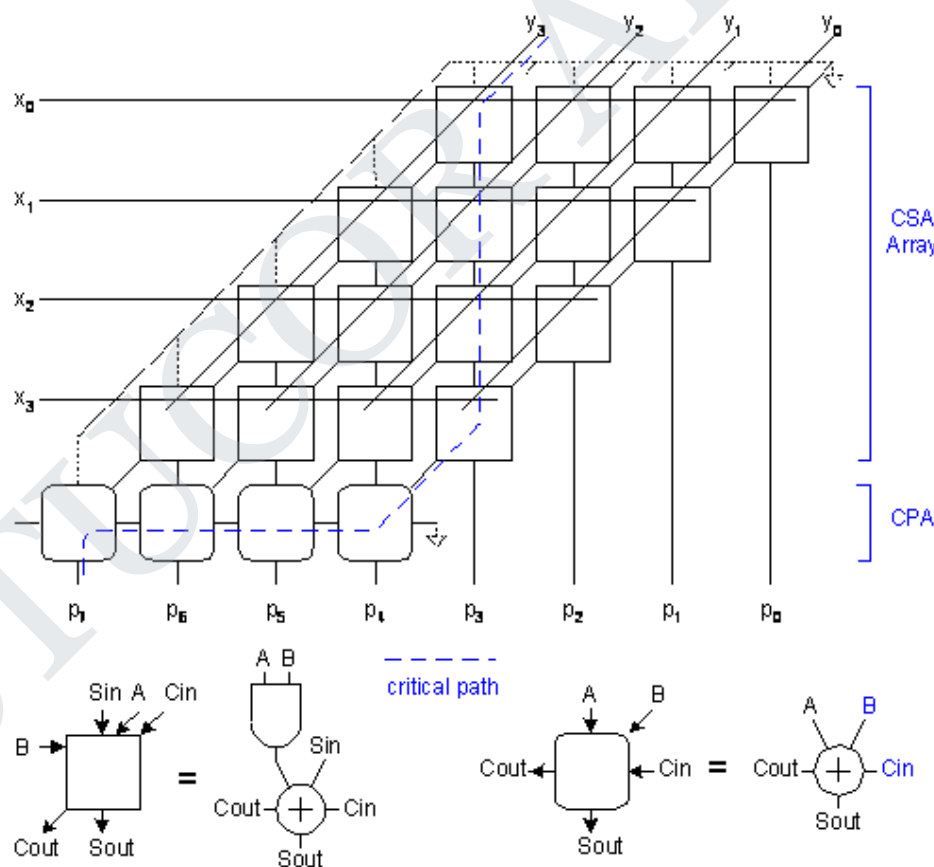 y₃ y₂ y₁ y₀
x₀
x₁
CSA
Array
x₂
x₃
CPA
p₇ p₆ p₅ p₄ p₃ p₂ p₁ p₀
A B
critical path
Sin A Cin
A
B
Sin
A
B
B
=
Cout
Cin
=
Cout
Cin
Cout
+
Cin
+
Cout
Sout
Sout
Sout
Sout